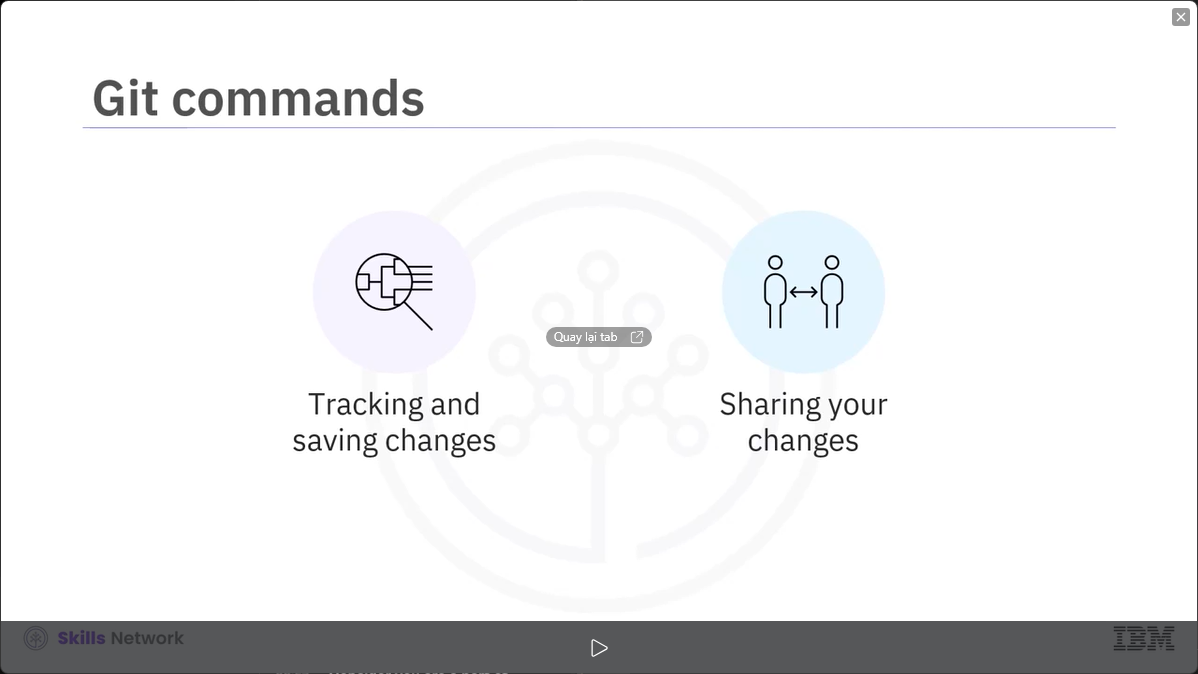 Git commands
Quay lại tab
Tracking and
saving changes
Sharing your
changes
Skills Network
IBM